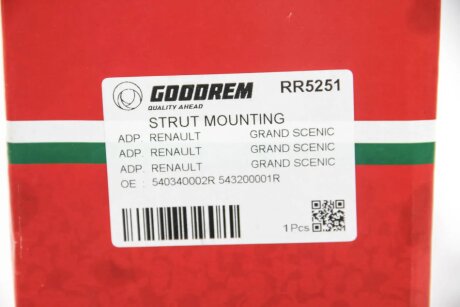 GOODREM RR5251
QUALITY AHEAD
STRUT MOUNTING
ADP. RENAULT GRAND SCENIC
ADP. RENAULT GRAND SCENIC
ADP. RENAULT GRAND SCENIC
OE : 540340002R 543200001R
1 Pcs